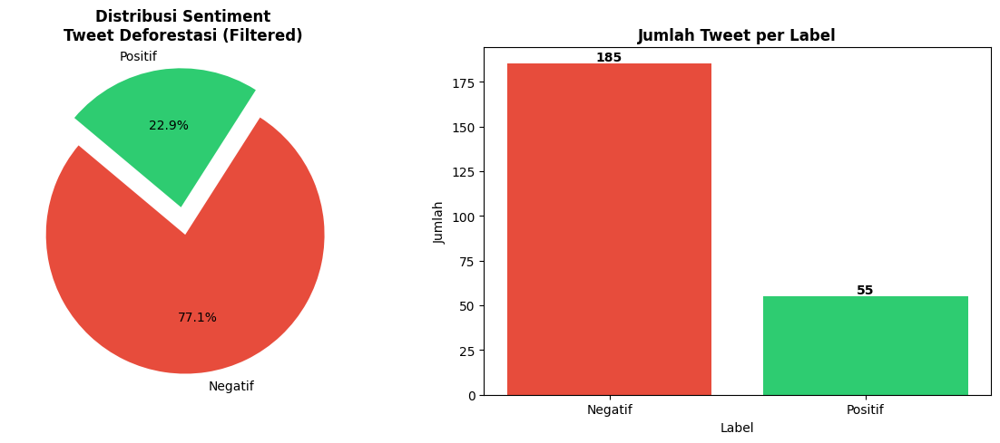 Distribusi Sentiment
Tweet Deforestasi (Filtered)
Positif
22.9%
77.1%
Negatif
Jumlah Tweet per Label
185
55
175
150
125
100
75
50
25
0
Jumlah
Negatif
Positif
Label